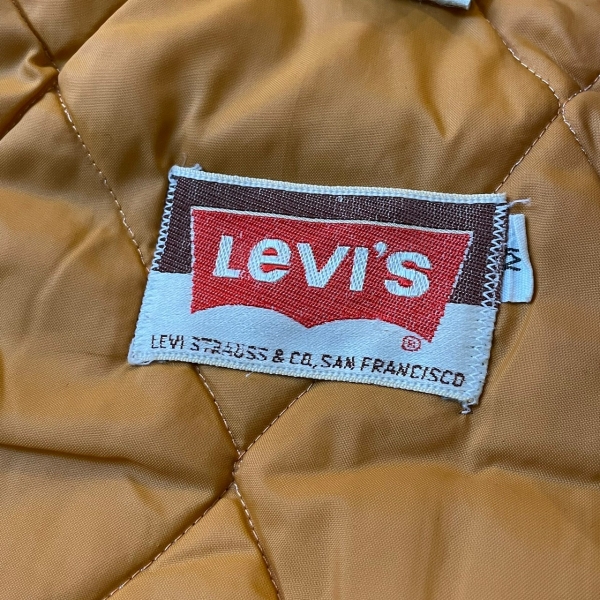 Levi's
®
LEVI STRAUSS & CO, SAN FRANCISCO
M